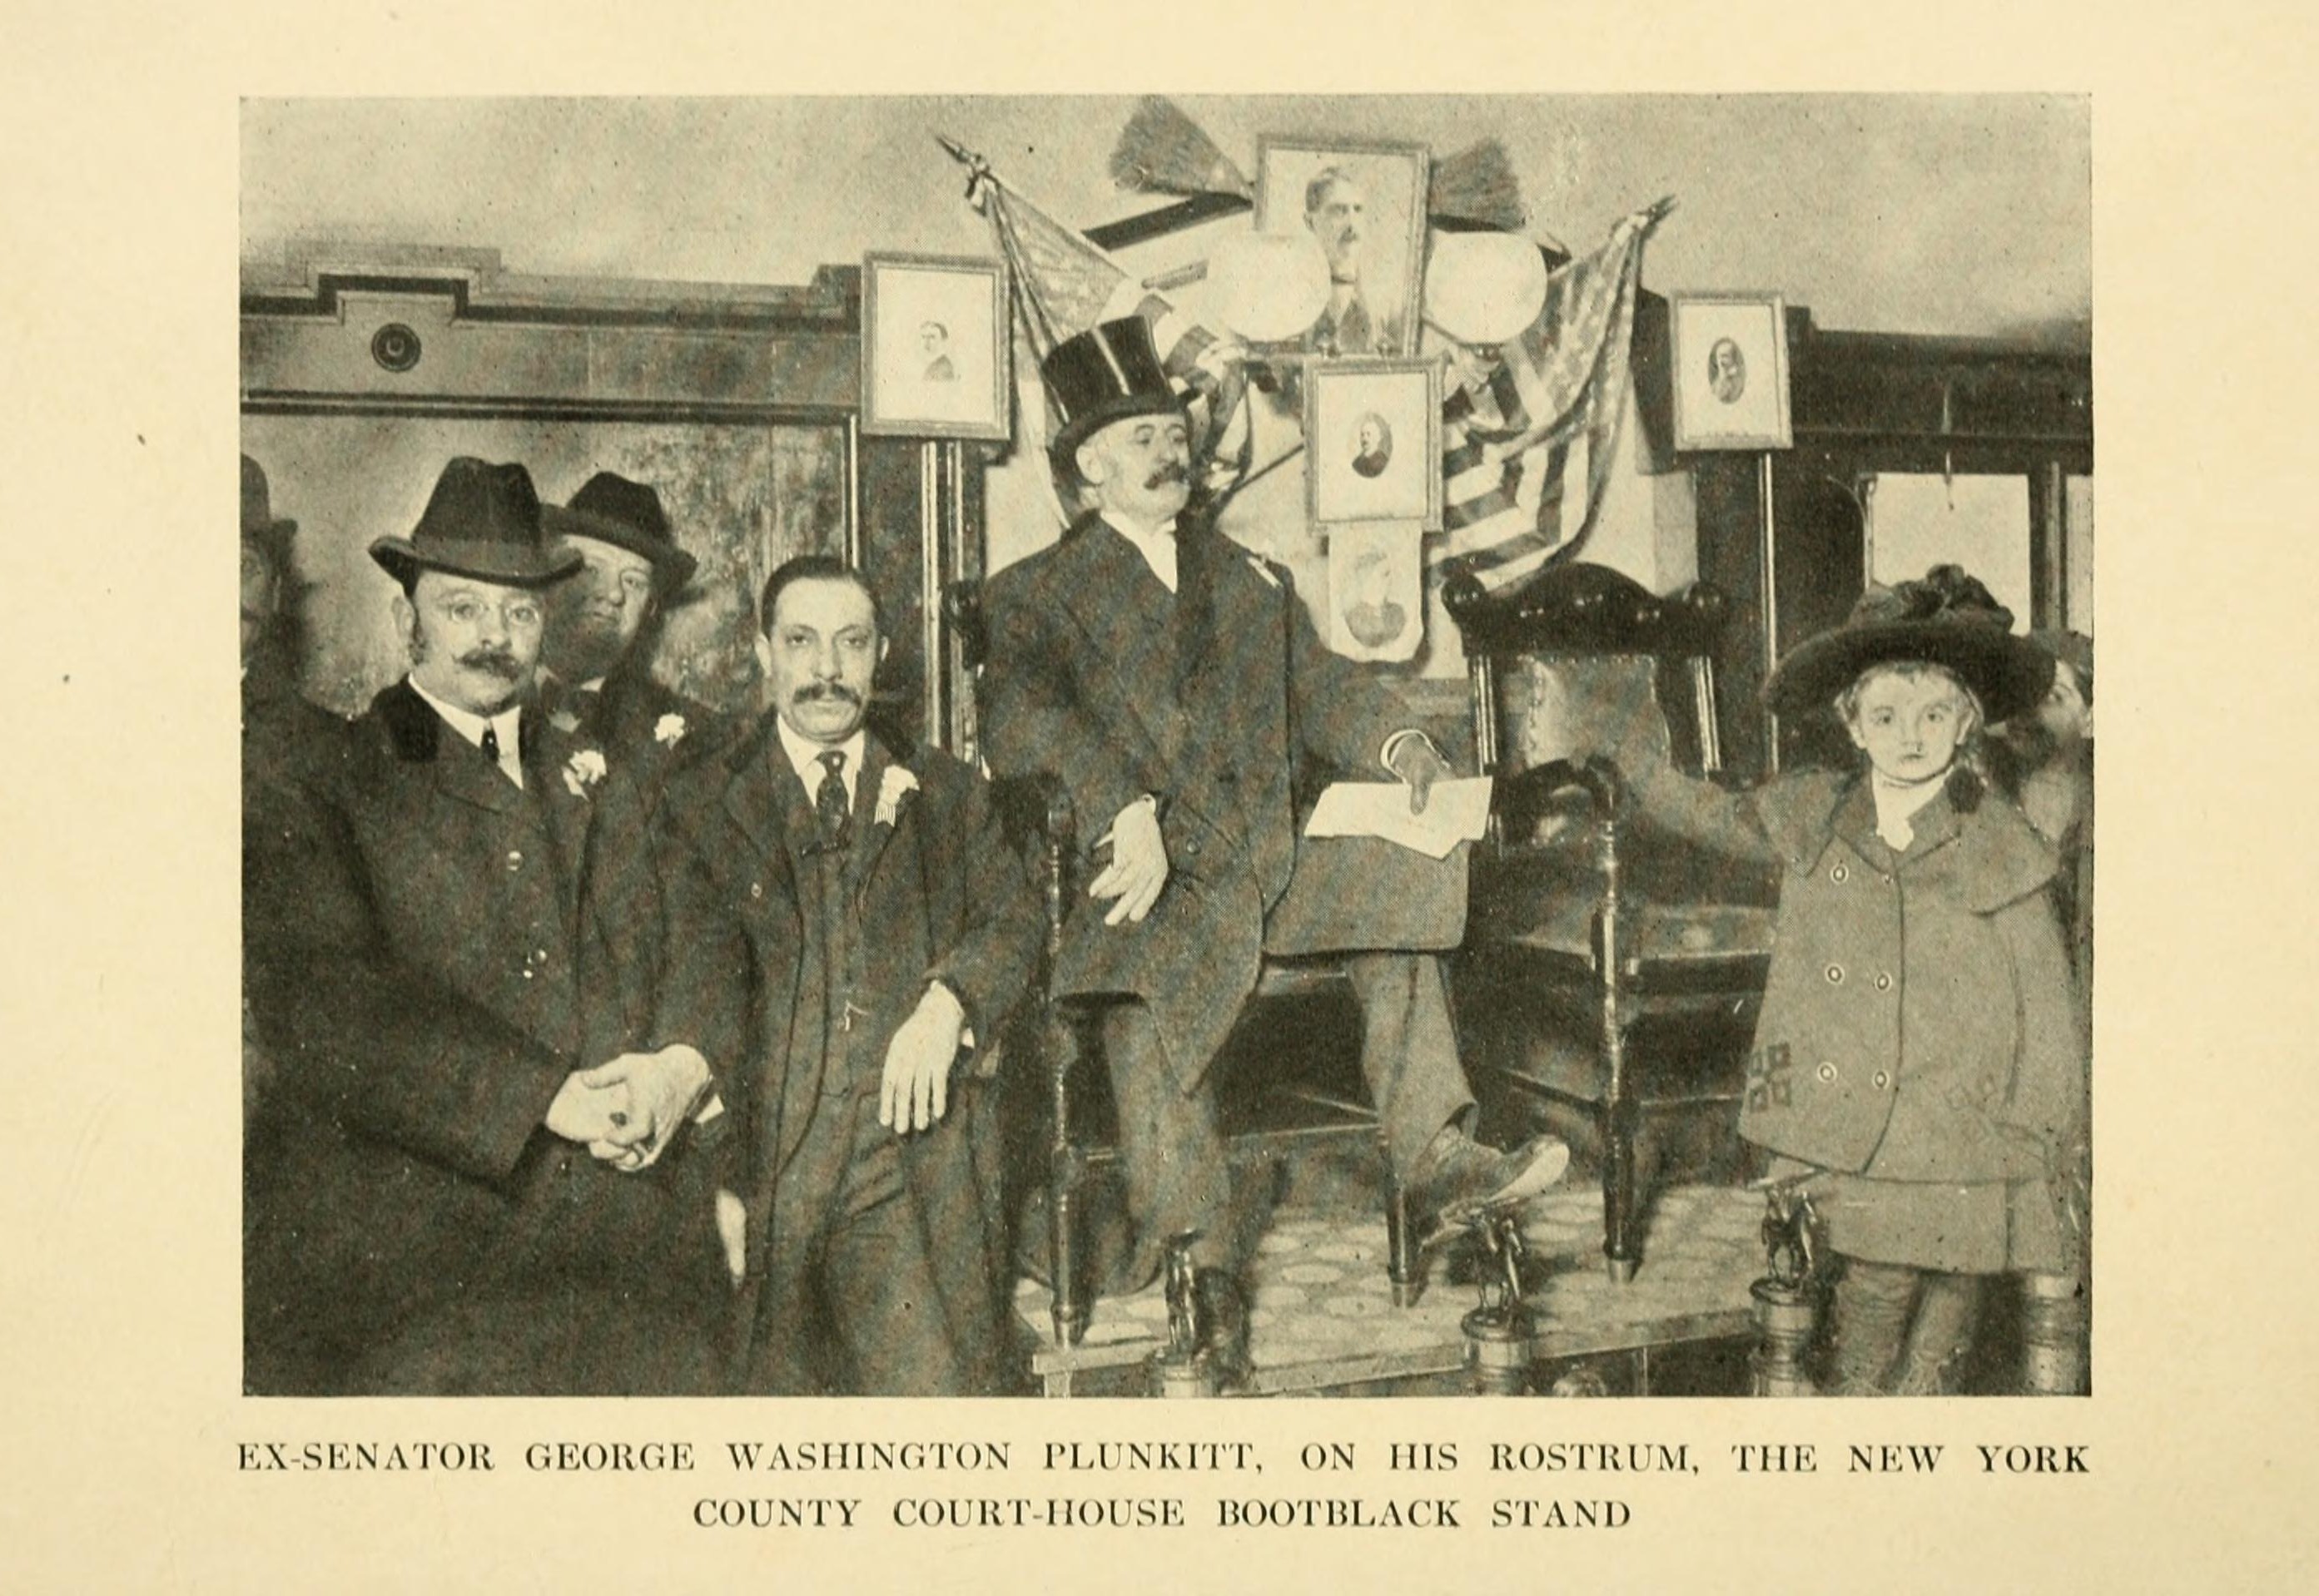 EX-SENATOR GEORGE WASHINGTON PLUNKITT, ON HIS ROSTRUM, THE NEW YORK
COUNTY COURT-HOUSE BOOTBLACK STAND